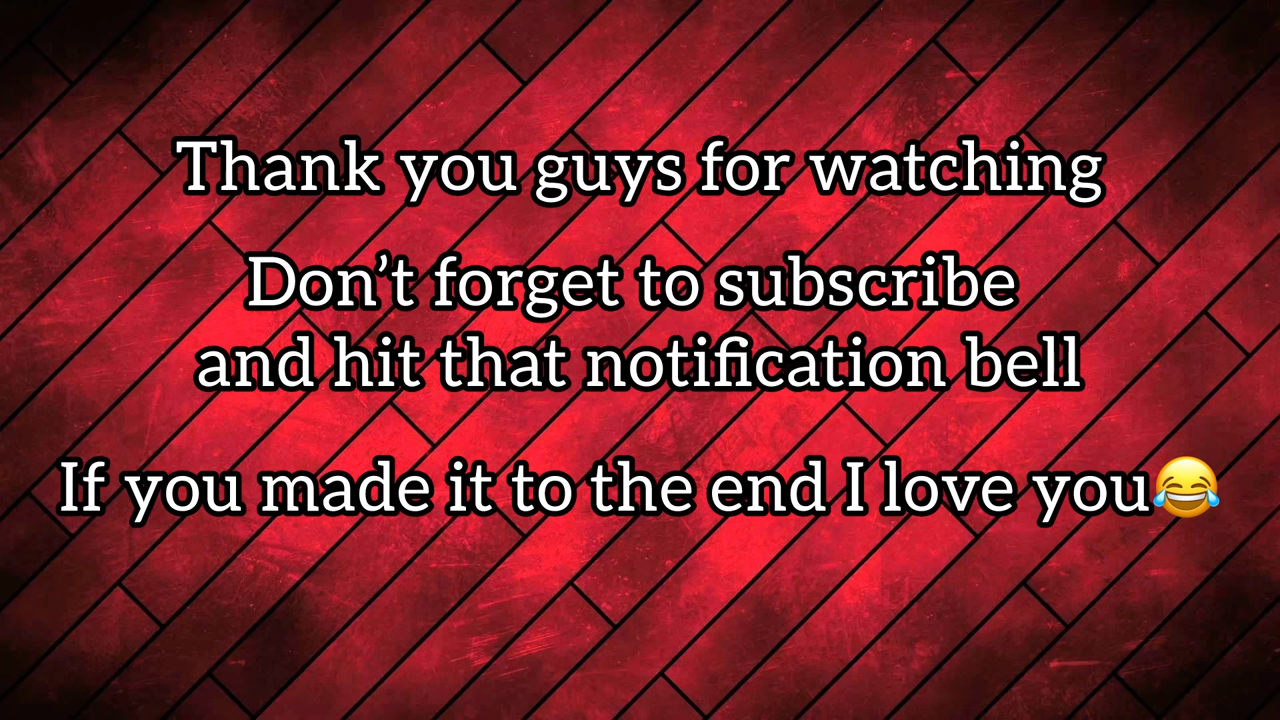 Thank you guys for watching
Don’t forget to subscribe
and hit that notification bell
If you made it to the end I love you😂